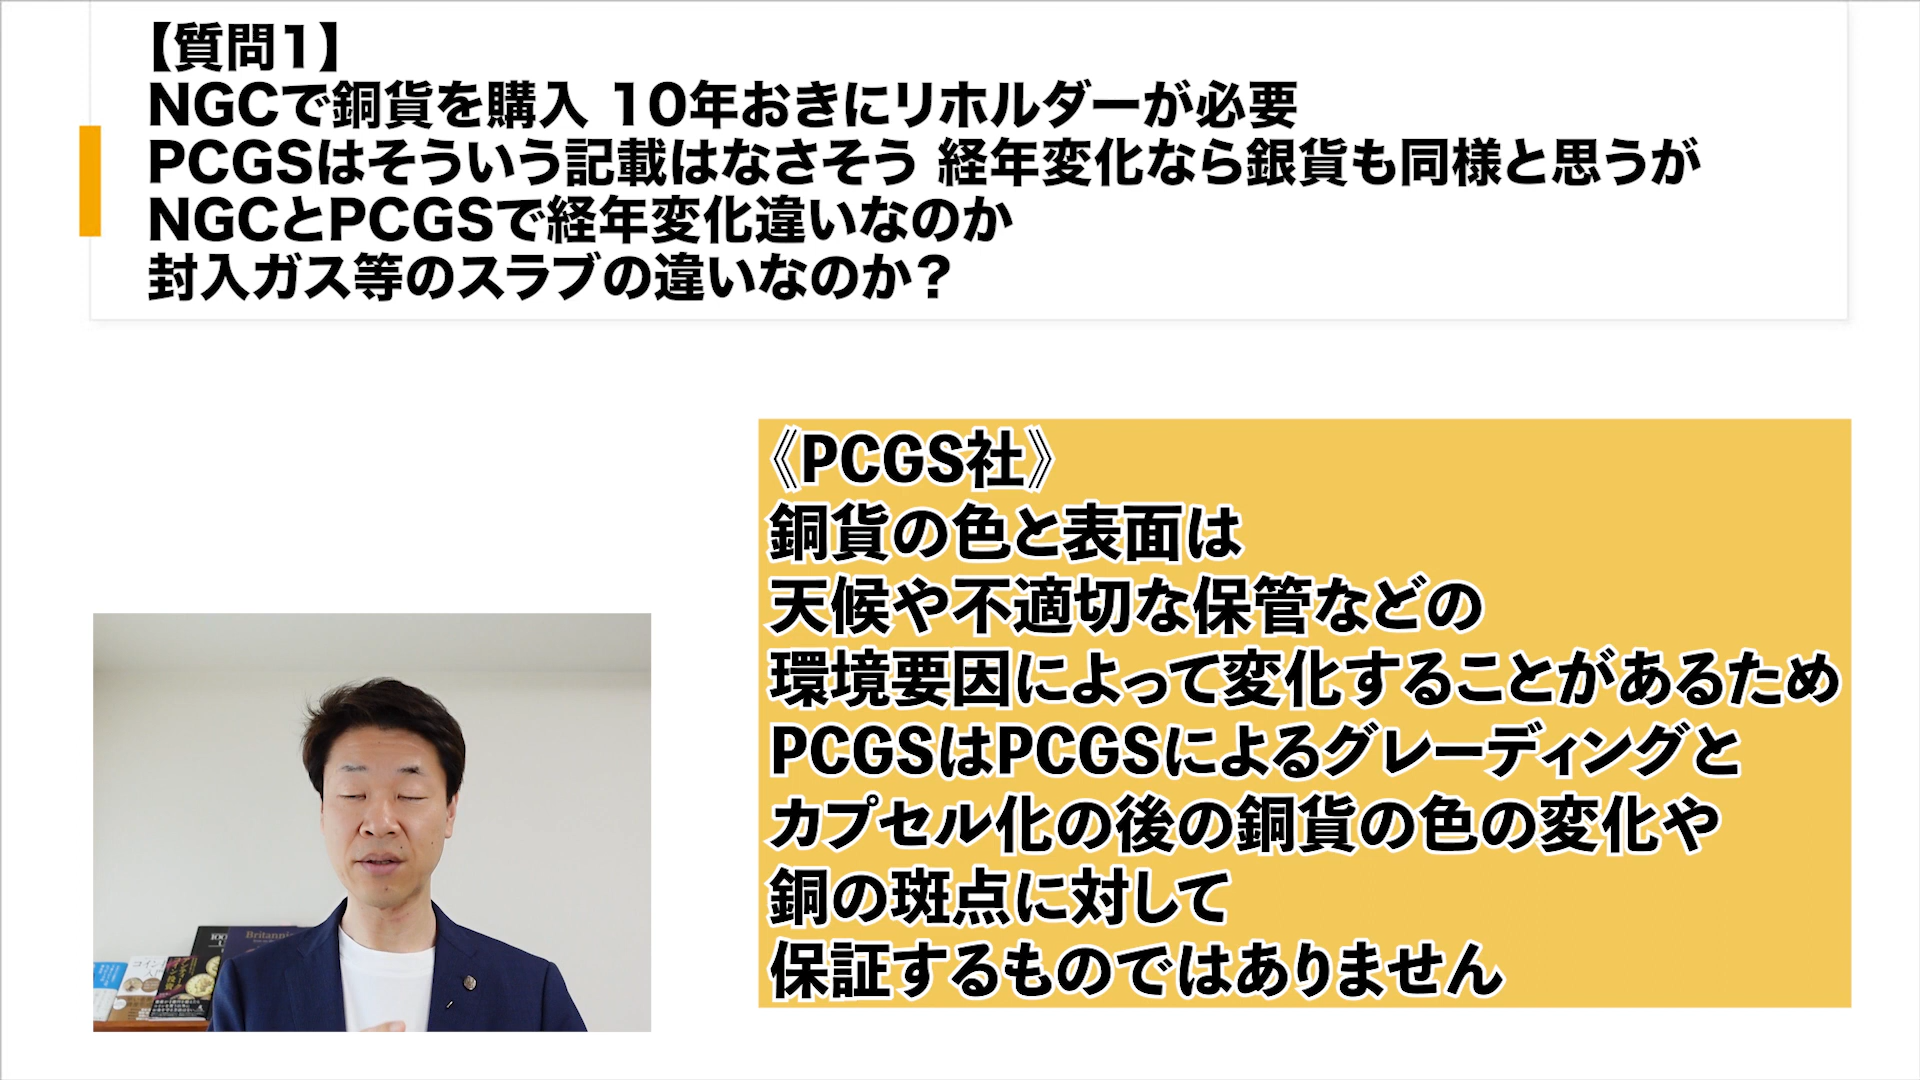 【質問1】
NGCで銅貨を購入 10年おきにリホルダーが必要
PCGSはそういう記載はなさそう 経年変化なら銀貨も同様と思うが
NGCとPCGSで経年変化違いなのか
封入ガス等のスラブの違いなのか？
《PCGS社》
銅貨の色と表面は
天候や不適切な保管などの
環境要因によって変化することがあるため
PCGSはPCGSによるグレーディングと
カプセル化の後の銅貨の色の変化や
銅の斑点に対して
保証するものではありません
Britannia